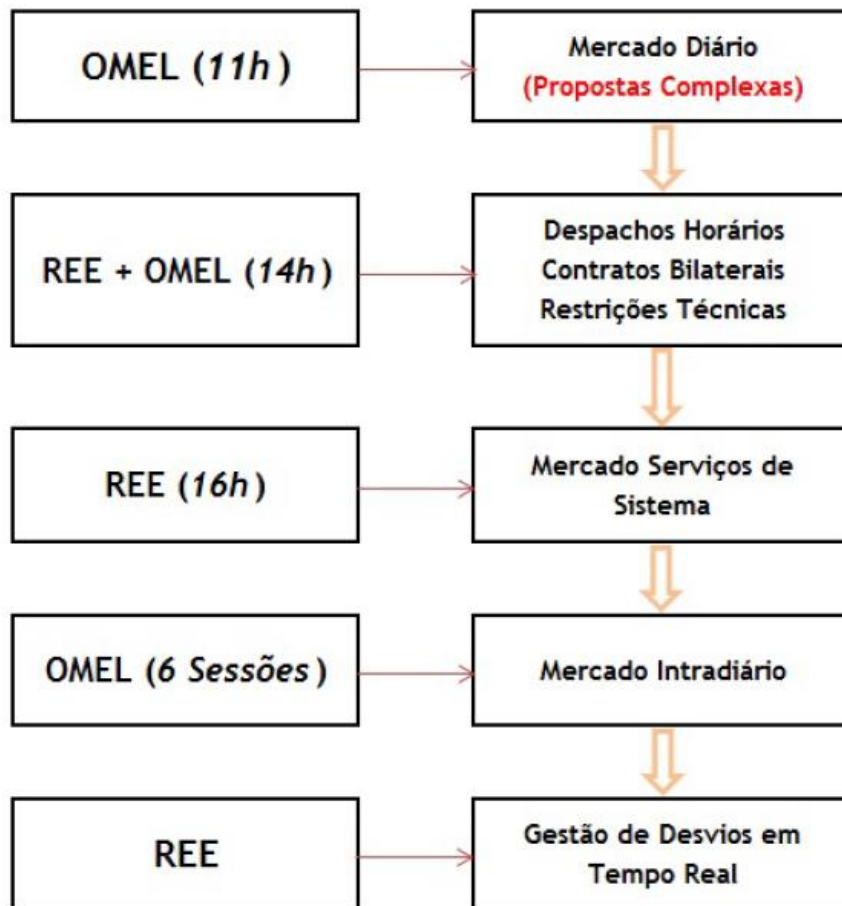 OMEL (11h)
Mercado Diário
(Propostas Complexas)
REE + OMEL (14h)
Despachos Horários
Contratos Bilaterais
Restrições Técnicas
REE (16h)
Mercado Serviços de
Sistema
OMEL (6 Sessões)
Mercado Intradiário
REE
Gestão de Desvios em
Tempo Real